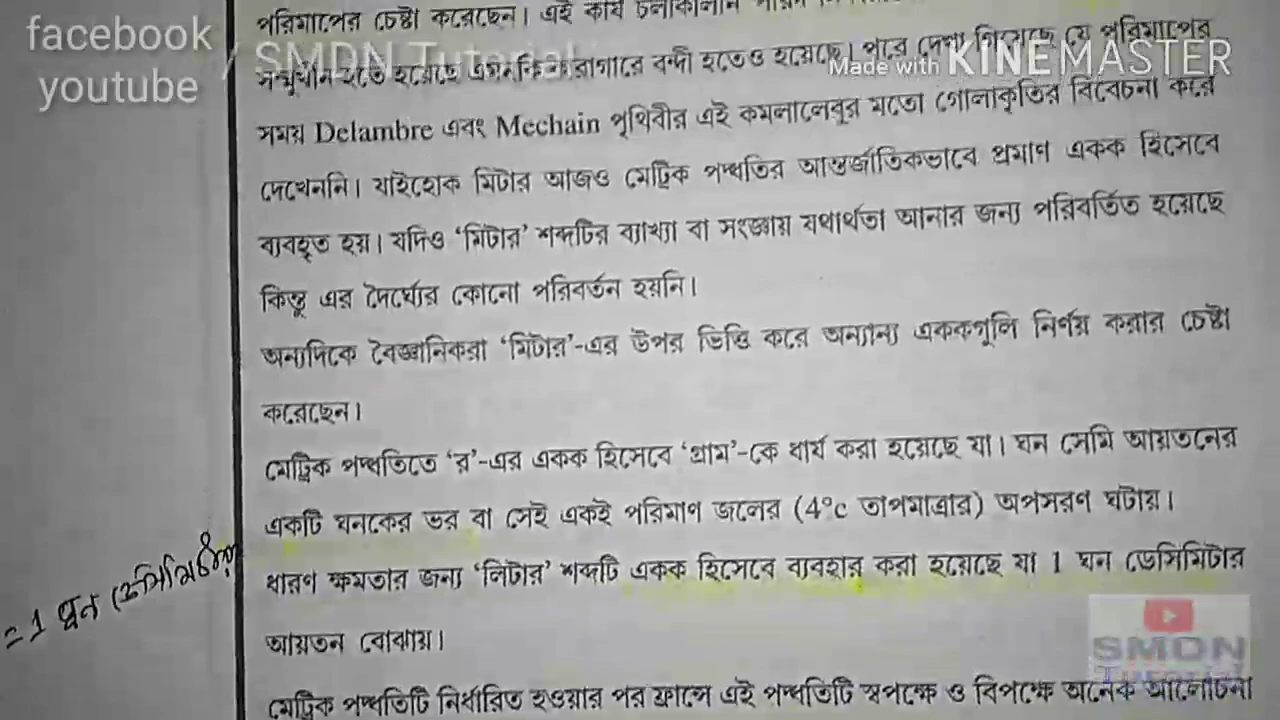 facebook
youtube
/ SMDN Tutorial
Made with KINEMASTER
পরিমাপের চেষ্টা করেছেন। এই কার্য চলাকালীন
সম্মুখীন হতে হয়েছে এমনকি কারাগারে বন্দী হতেও হয়েছে। পরে দেখা গিয়েছে যে পরিমাপের
সময় Delambre এবং Mechain পৃথিবীর এই কমলালেবুর মতো গোলাকৃতির বিবেচনা করে
দেখেননি। যাইহোক মিটার আজও মেট্রিক পদ্ধতির আন্তর্জাতিকভাবে প্রমাণ একক হিসেবে
ব্যবহৃত হয়। যদিও ‘মিটার’ শব্দটির ব্যাখ্যা বা সংজ্ঞায় যথার্থতা আনার জন্য পরিবর্তিত হয়েছে
কিন্তু এর দৈর্ঘ্যের কোনো পরিবর্তন হয়নি।
অন্যদিকে বৈজ্ঞানিকরা ‘মিটার’-এর উপর ভিত্তি করে অন্যান্য এককগুলি নির্ণয় করার চেষ্টা
করেছেন।
মেট্রিক পদ্ধতিতে ‘র’-এর একক হিসেবে ‘গ্রাম’-কে ধার্য করা হয়েছে যা। ঘন সেমি আয়তনের
একটি ঘনকের ভর বা সেই একই পরিমাণ জলের (4°c তাপমাত্রার) অপসরণ ঘটায়।
ধারণ ক্ষমতার জন্য ‘লিটার’ শব্দটি একক হিসেবে ব্যবহার করা হয়েছে যা 1 ঘন ডেসিমিটার
= 1 ঘন ডেসিমিটার
আয়তন বোঝায়।
মেট্রিক পদ্ধতিটি নির্ধারিত হওয়ার পর ফ্রান্সে এই পদ্ধতিটি স্বপক্ষে ও বিপক্ষে অনেক আলোচনা
SMDN
Tutorial